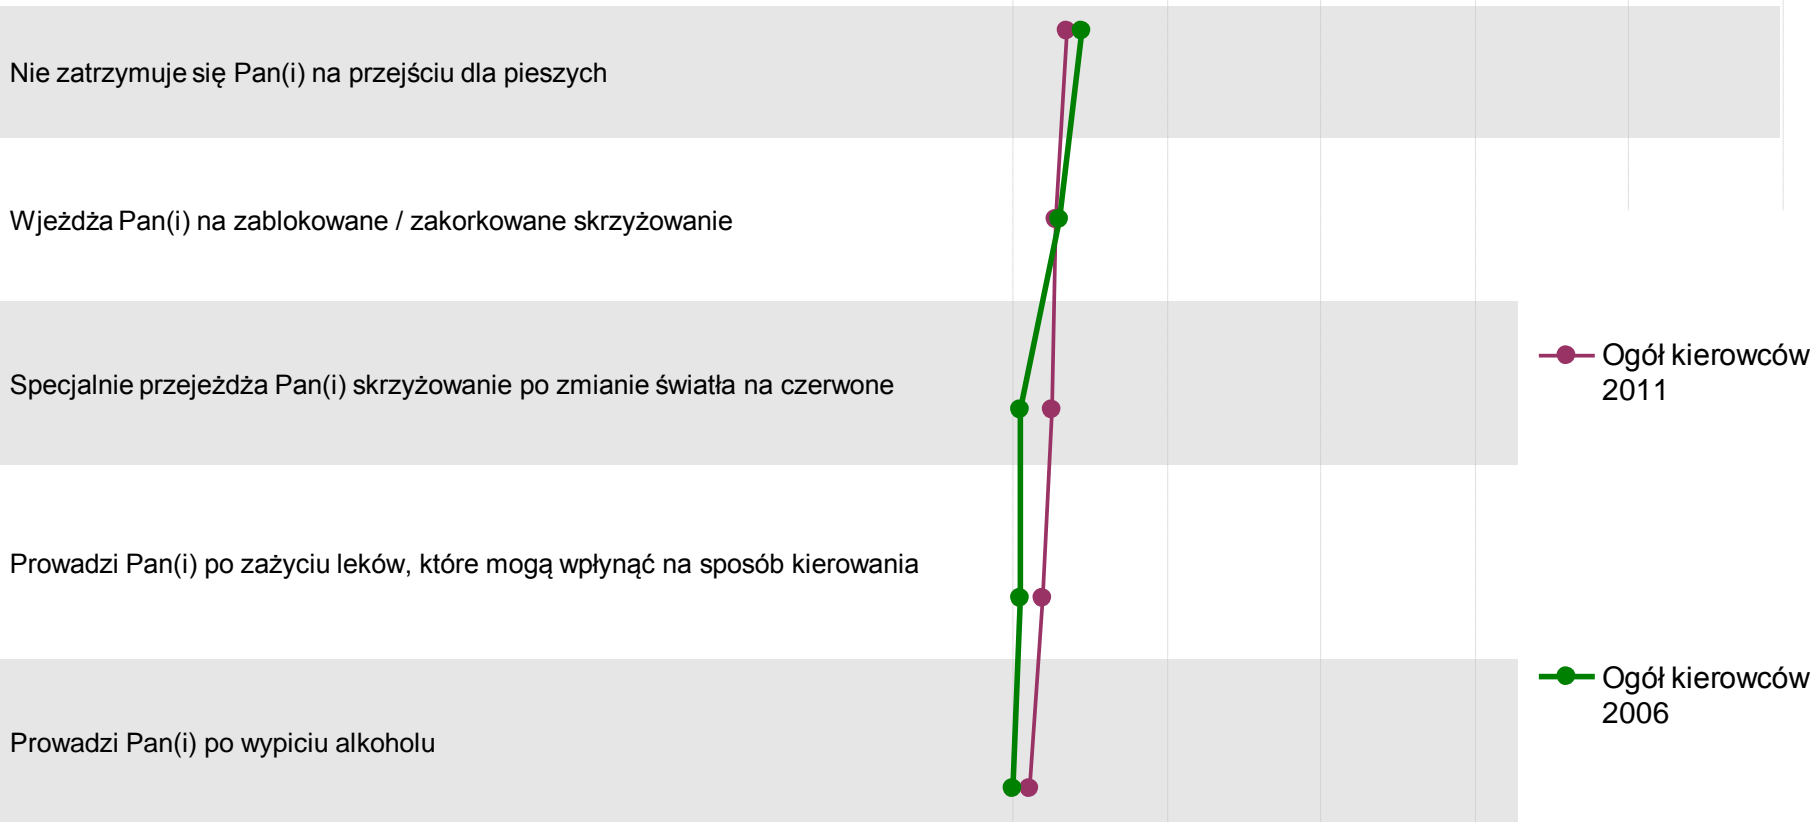 Nie zatrzymuje się Pan(i) na przejściu dla pieszych
Wjeżdża Pan(i) na zablokowane / zakorkowane skrzyżowanie
Specjalnie przejeżdża Pan(i) skrzyżowanie po zmianie światła na czerwone
Prowadzi Pan(i) po zażyciu leków, które mogą wpłynąć na sposób kierowania
Prowadzi Pan(i) po wypiciu alkoholu
Ogół kierowców
2011
Ogół kierowców
2006